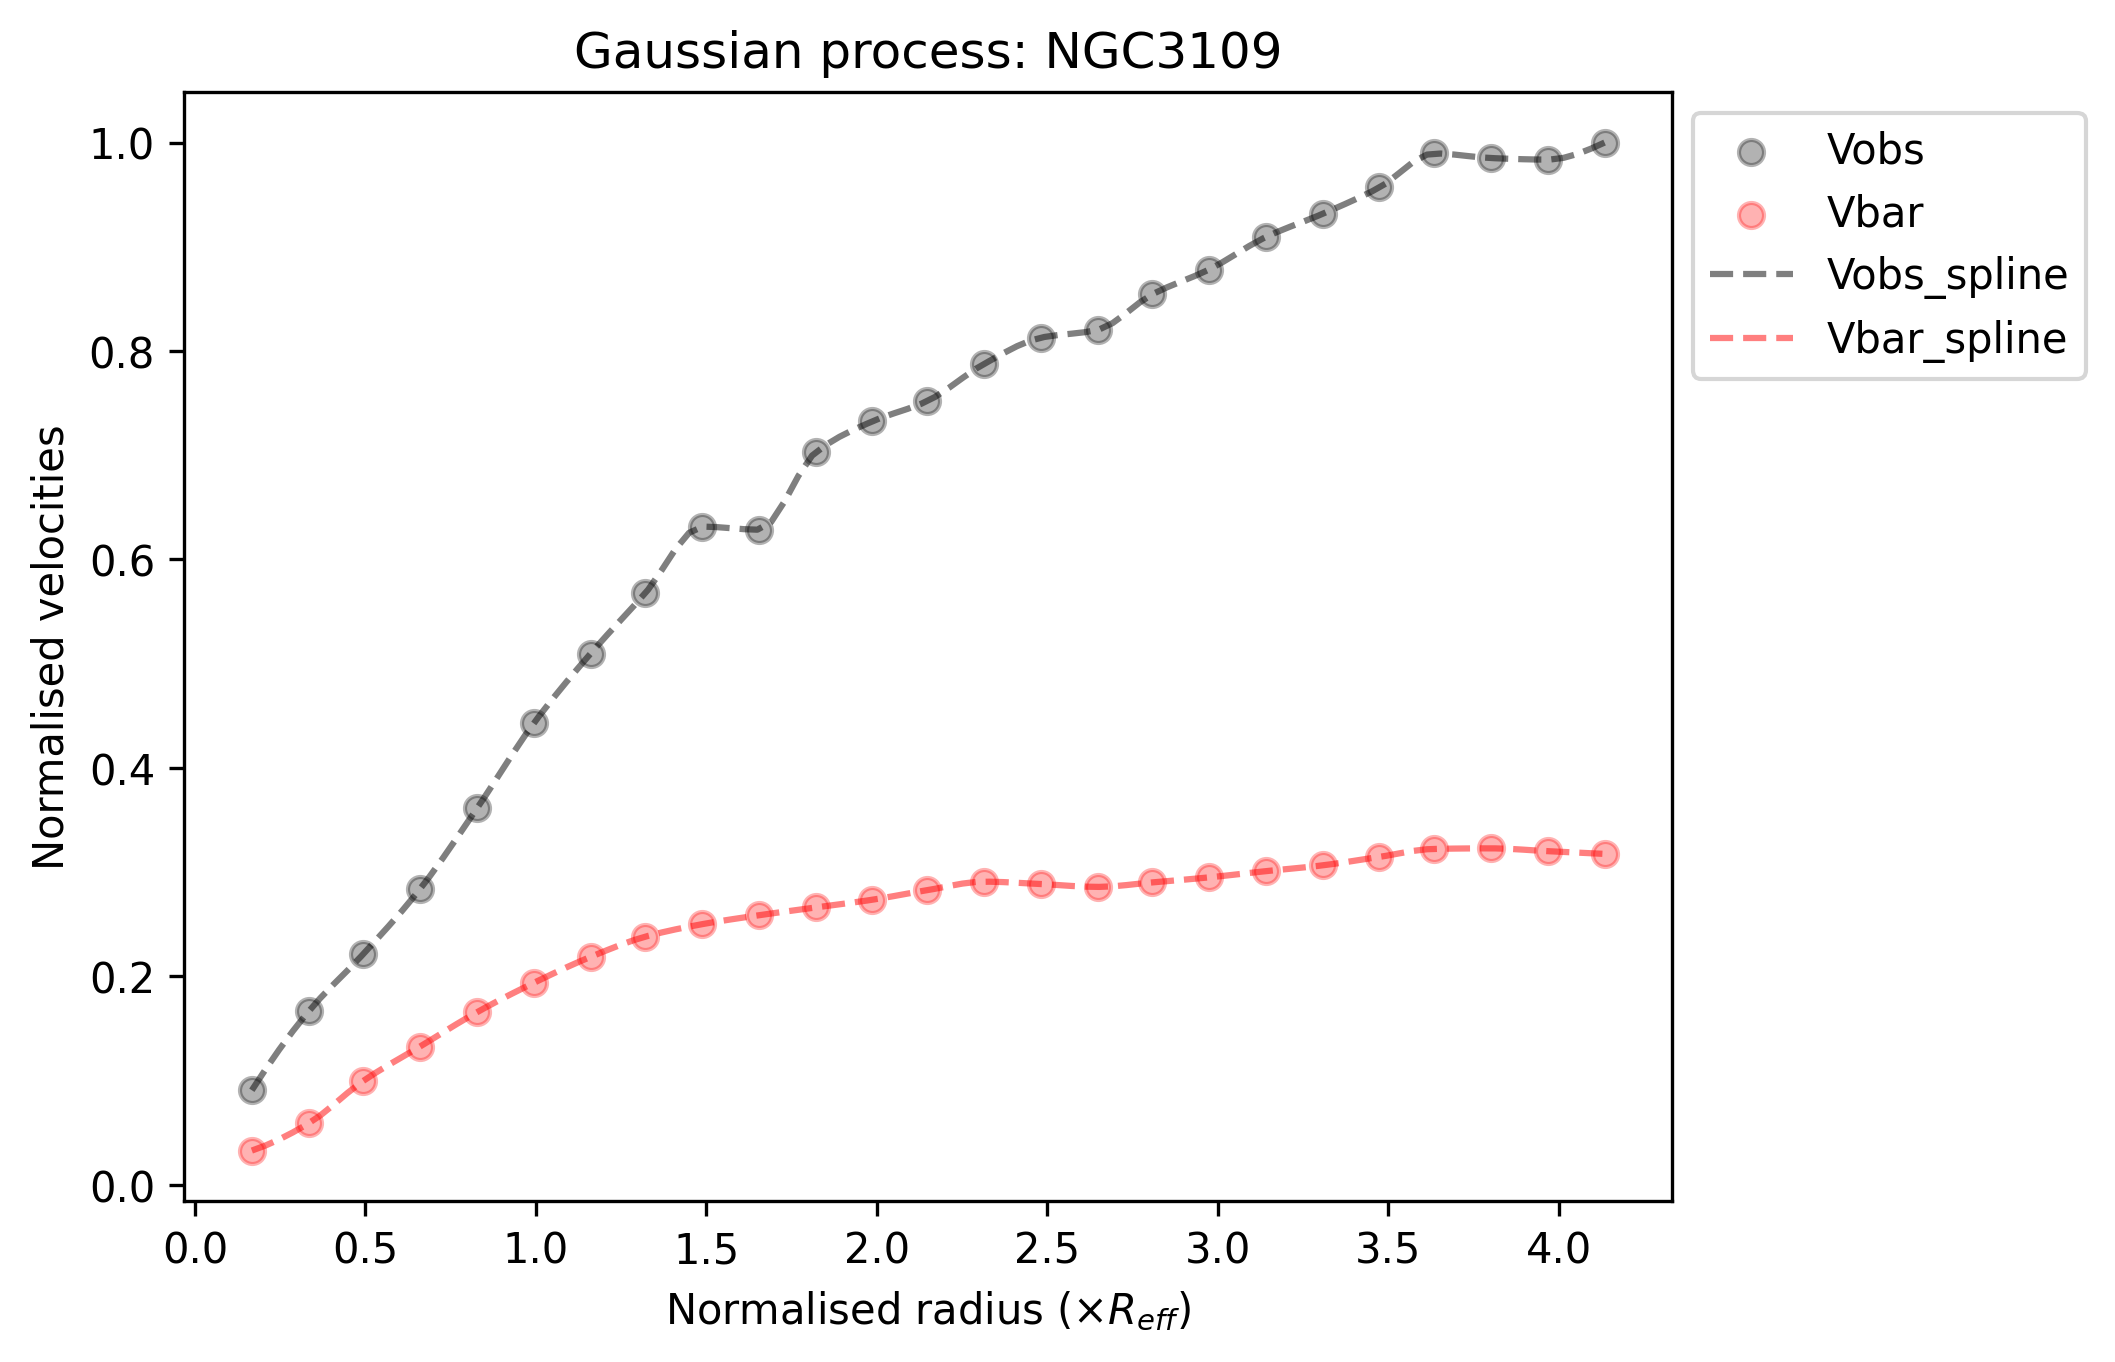 Gaussian process: NGC3109
Normalised velocities
1.0
0.8
0.6
0.4
0.2
0.0
0.0 0.5 1.0 1.5 2.0 2.5 3.0 3.5 4.0
Normalised radius (×R_eff)
Vobs
Vbar
Vobs_spline
Vbar_spline